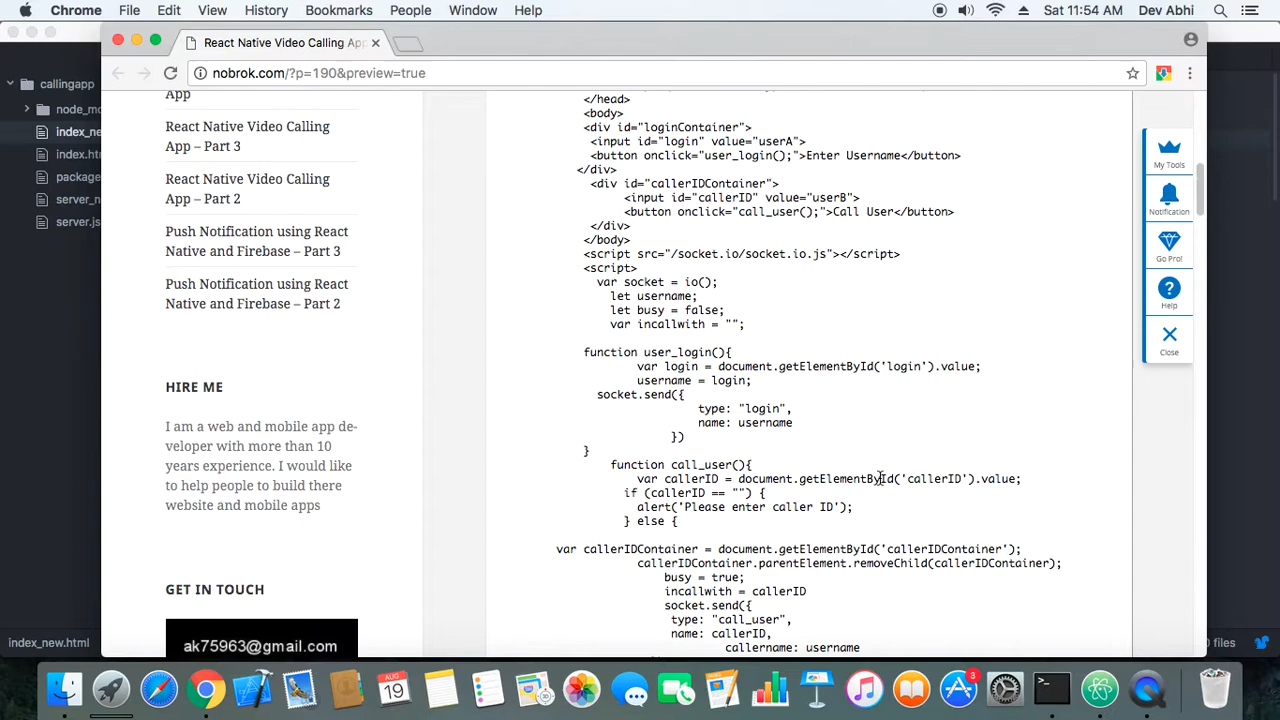 Chrome File Edit View History Bookmarks People Window Help
Sat 11:54 AM Dev Abhi
React Native Video Calling App
nobrok.com/?p=190&preview=true
callingapp
node_mo
index_ne
index.ht
package
server_n
server.js
App
React Native Video Calling
App – Part 3
React Native Video Calling
App – Part 2
Push Notification using React
Native and Firebase – Part 3
Push Notification using React
Native and Firebase – Part 2
HIRE ME
I am a web and mobile app de-
veloper with more than 10
years experience. I would like
to help people to build there
website and mobile apps
GET IN TOUCH
ak75963@gmail.com
</head>
<body>
<div id="loginContainer">
<input id="login" value="userA">
<button onclick="user_login();">Enter Username</button>
</div>
<div id="callerIDContainer">
<input id="callerID" value="userB">
<button onclick="call_user();">Call User</button>
</div>
</body>
<script src="/socket.io/socket.io.js"></script>
<script>
var socket = io();
let username;
let busy = false;
var incallwith = "";
function user_login(){
var login = document.getElementById('login').value;
username = login;
socket.send({
type: "login",
name: username
})
}
function call_user(){
var callerID = document.getElementById('callerID').value;
if (callerID == "") {
alert('Please enter caller ID');
} else {
var callerIDContainer = document.getElementById('callerIDContainer');
callerIDContainer.parentElement.removeChild(callerIDContainer);
busy = true;
incallwith = callerID
socket.send({
type: "call_user",
name: callerID,
callername: username
My Tools
Notification
Go Pro!
Help
Close
index_new.html
files
AUG
19
3